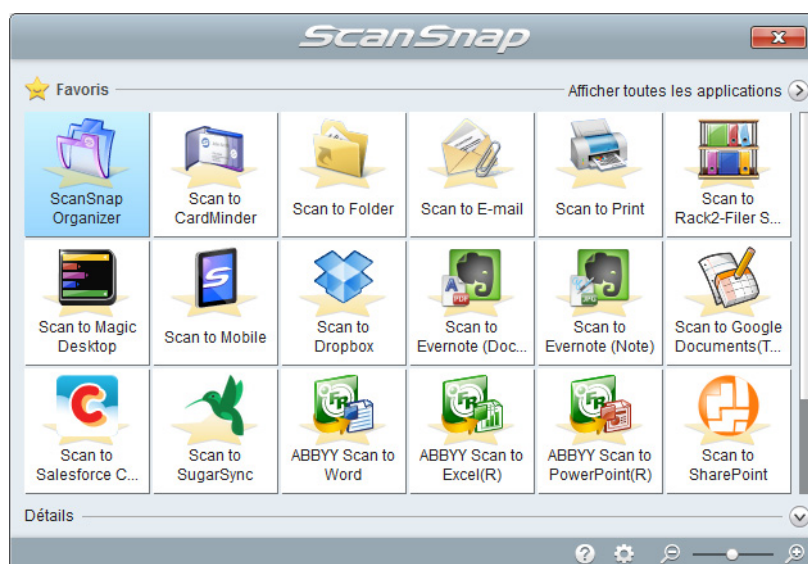 ScanSnap
Favoris
Afficher toutes les applications
ScanSnap
Organizer
Scan to
CardMinder
Scan to Folder
Scan to E-mail
Scan to Print
Scan to
Rack2-Filer S...
Scan to Magic
Desktop
Scan to Mobile
Scan to
Dropbox
Scan to
Evernote (Doc...
Scan to
Evernote (Note)
Scan to Google
Documents(T...
Scan to
Salesforce C...
Scan to
SugarSync
ABBYY Scan to
Word
ABBYY Scan to
Excel(R)
ABBYY Scan to
PowerPoint(R)
Scan to
SharePoint
Détails